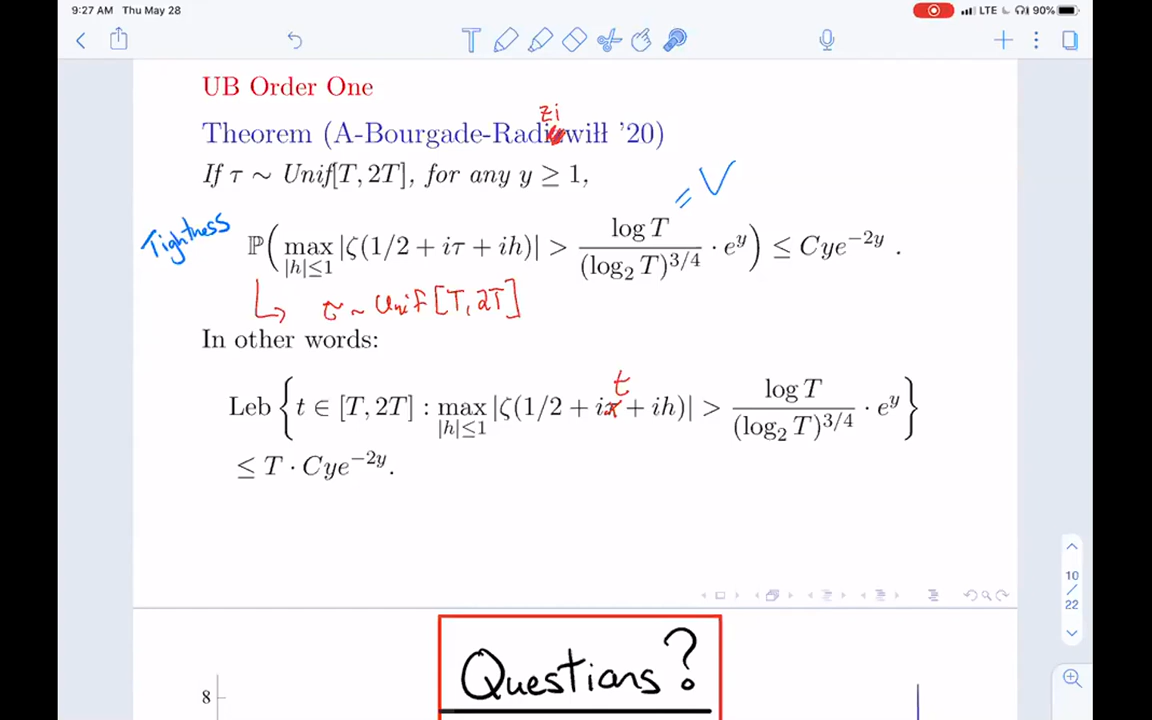 9:27 AM Thu May 28
LTE 90%
UB Order One
zi
Theorem (A-Bourgade-Radiwiłł '20)
If τ ∼ Unif[T, 2T], for any y ≥ 1,
= V
Tightness
ℙ( max_{|h|≤1} |ζ(1/2 + iτ + ih)| > log T / (log₂ T)^{3/4} · e^y ) ≤ Cye^{−2y} .
τ ~ Unif [T, 2T]
In other words:
t
Leb { t ∈ [T, 2T] : max_{|h|≤1} |ζ(1/2 + iτ + ih)| > log T / (log₂ T)^{3/4} · e^y }
≤ T · Cye^{−2y}.
10
/
22
Questions?
8